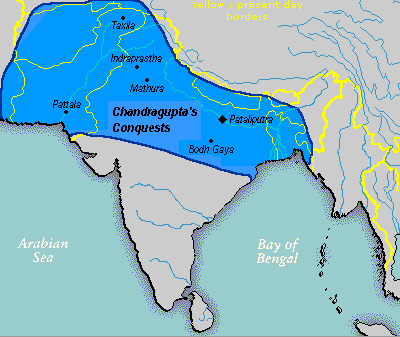 Yellow : present day
borders
Taxila
Indraprastha
Mathura
Pattala
Chandragupta's
Conquests
Pataliputra
Bodh Gaya
Arabian
Sea
Bay of
Bengal